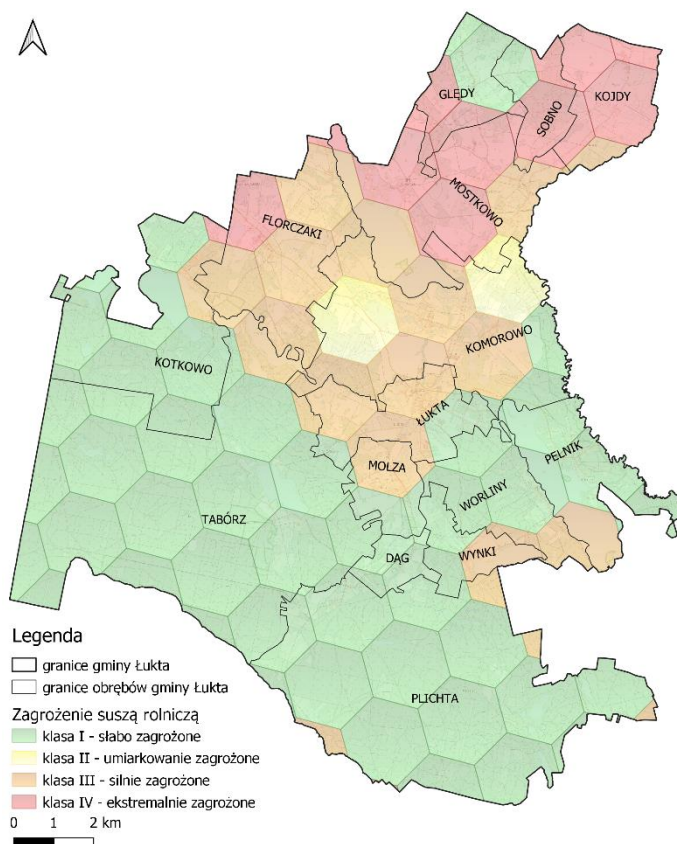 GLĘDY
KOJDY
SOBNO
MOSTKOWO
FLORCZAKI
KOMOROWO
KOTKOWO
ŁUKTA
PELNIK
MOLZA
WORLINY
TABÓRZ
WYNKI
DĄG
PLICHTA
Legenda
granice gminy Łukta
granice obrębów gminy Łukta
Zagrożenie suszą rolniczą
klasa I - słabo zagrożone
klasa II - umiarkowanie zagrożone
klasa III - silnie zagrożone
klasa IV - ekstremalnie zagrożone
0 1 2 km